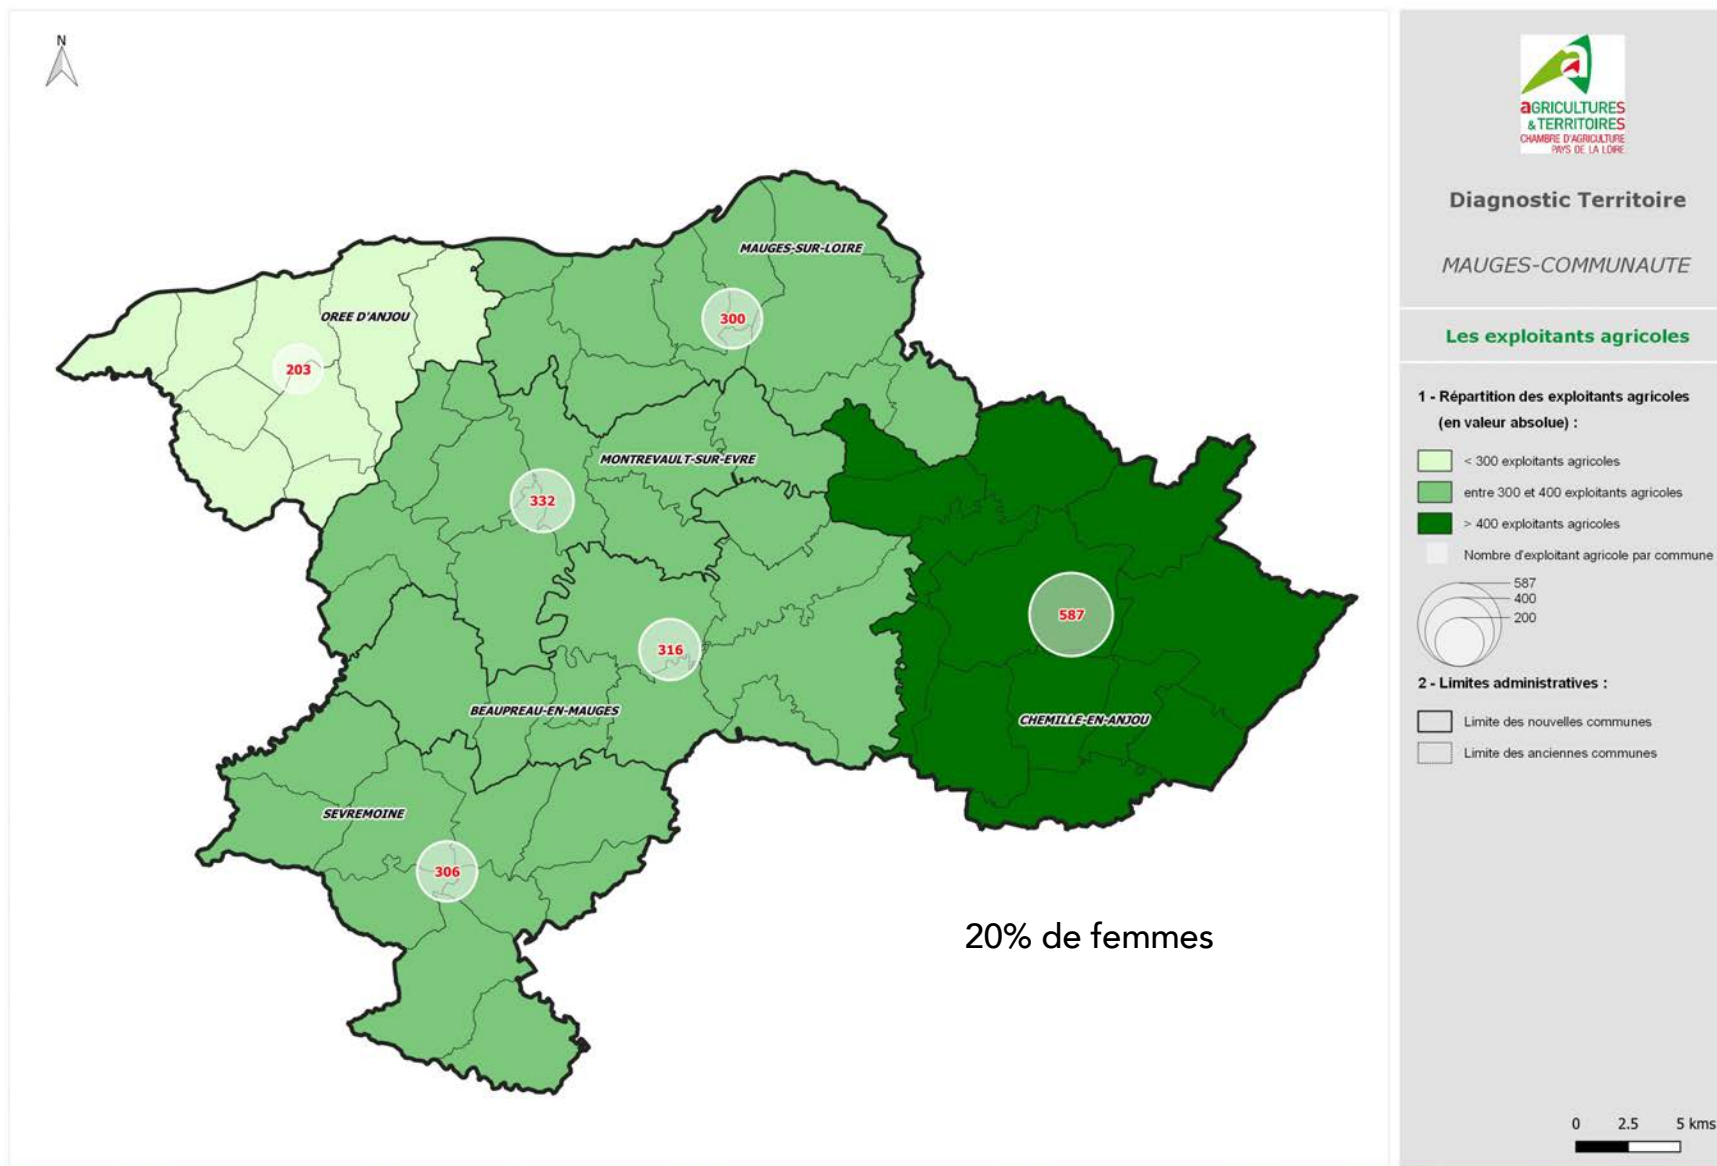 N
MAUGES-SUR-LOIRE
OREE D'ANJOU
300
203
MONTREVAULT-SUR-EVRE
332
587
316
BEAUPREAU-EN-MAUGES
CHEMILLE-EN-ANJOU
SEVREMOINE
306
20% de femmes
aGRICULTURES
& TERRITOIRES
CHAMBRE D'AGRICULTURE
PAYS DE LA LOIRE
Diagnostic Territoire
MAUGES-COMMUNAUTE
Les exploitants agricoles
1 - Répartition des exploitants agricoles
(en valeur absolue) :
< 300 exploitants agricoles
entre 300 et 400 exploitants agricoles
> 400 exploitants agricoles
Nombre d'exploitant agricole par commune
587
400
200
2 - Limites administratives :
Limite des nouvelles communes
Limite des anciennes communes
0 2.5 5 kms